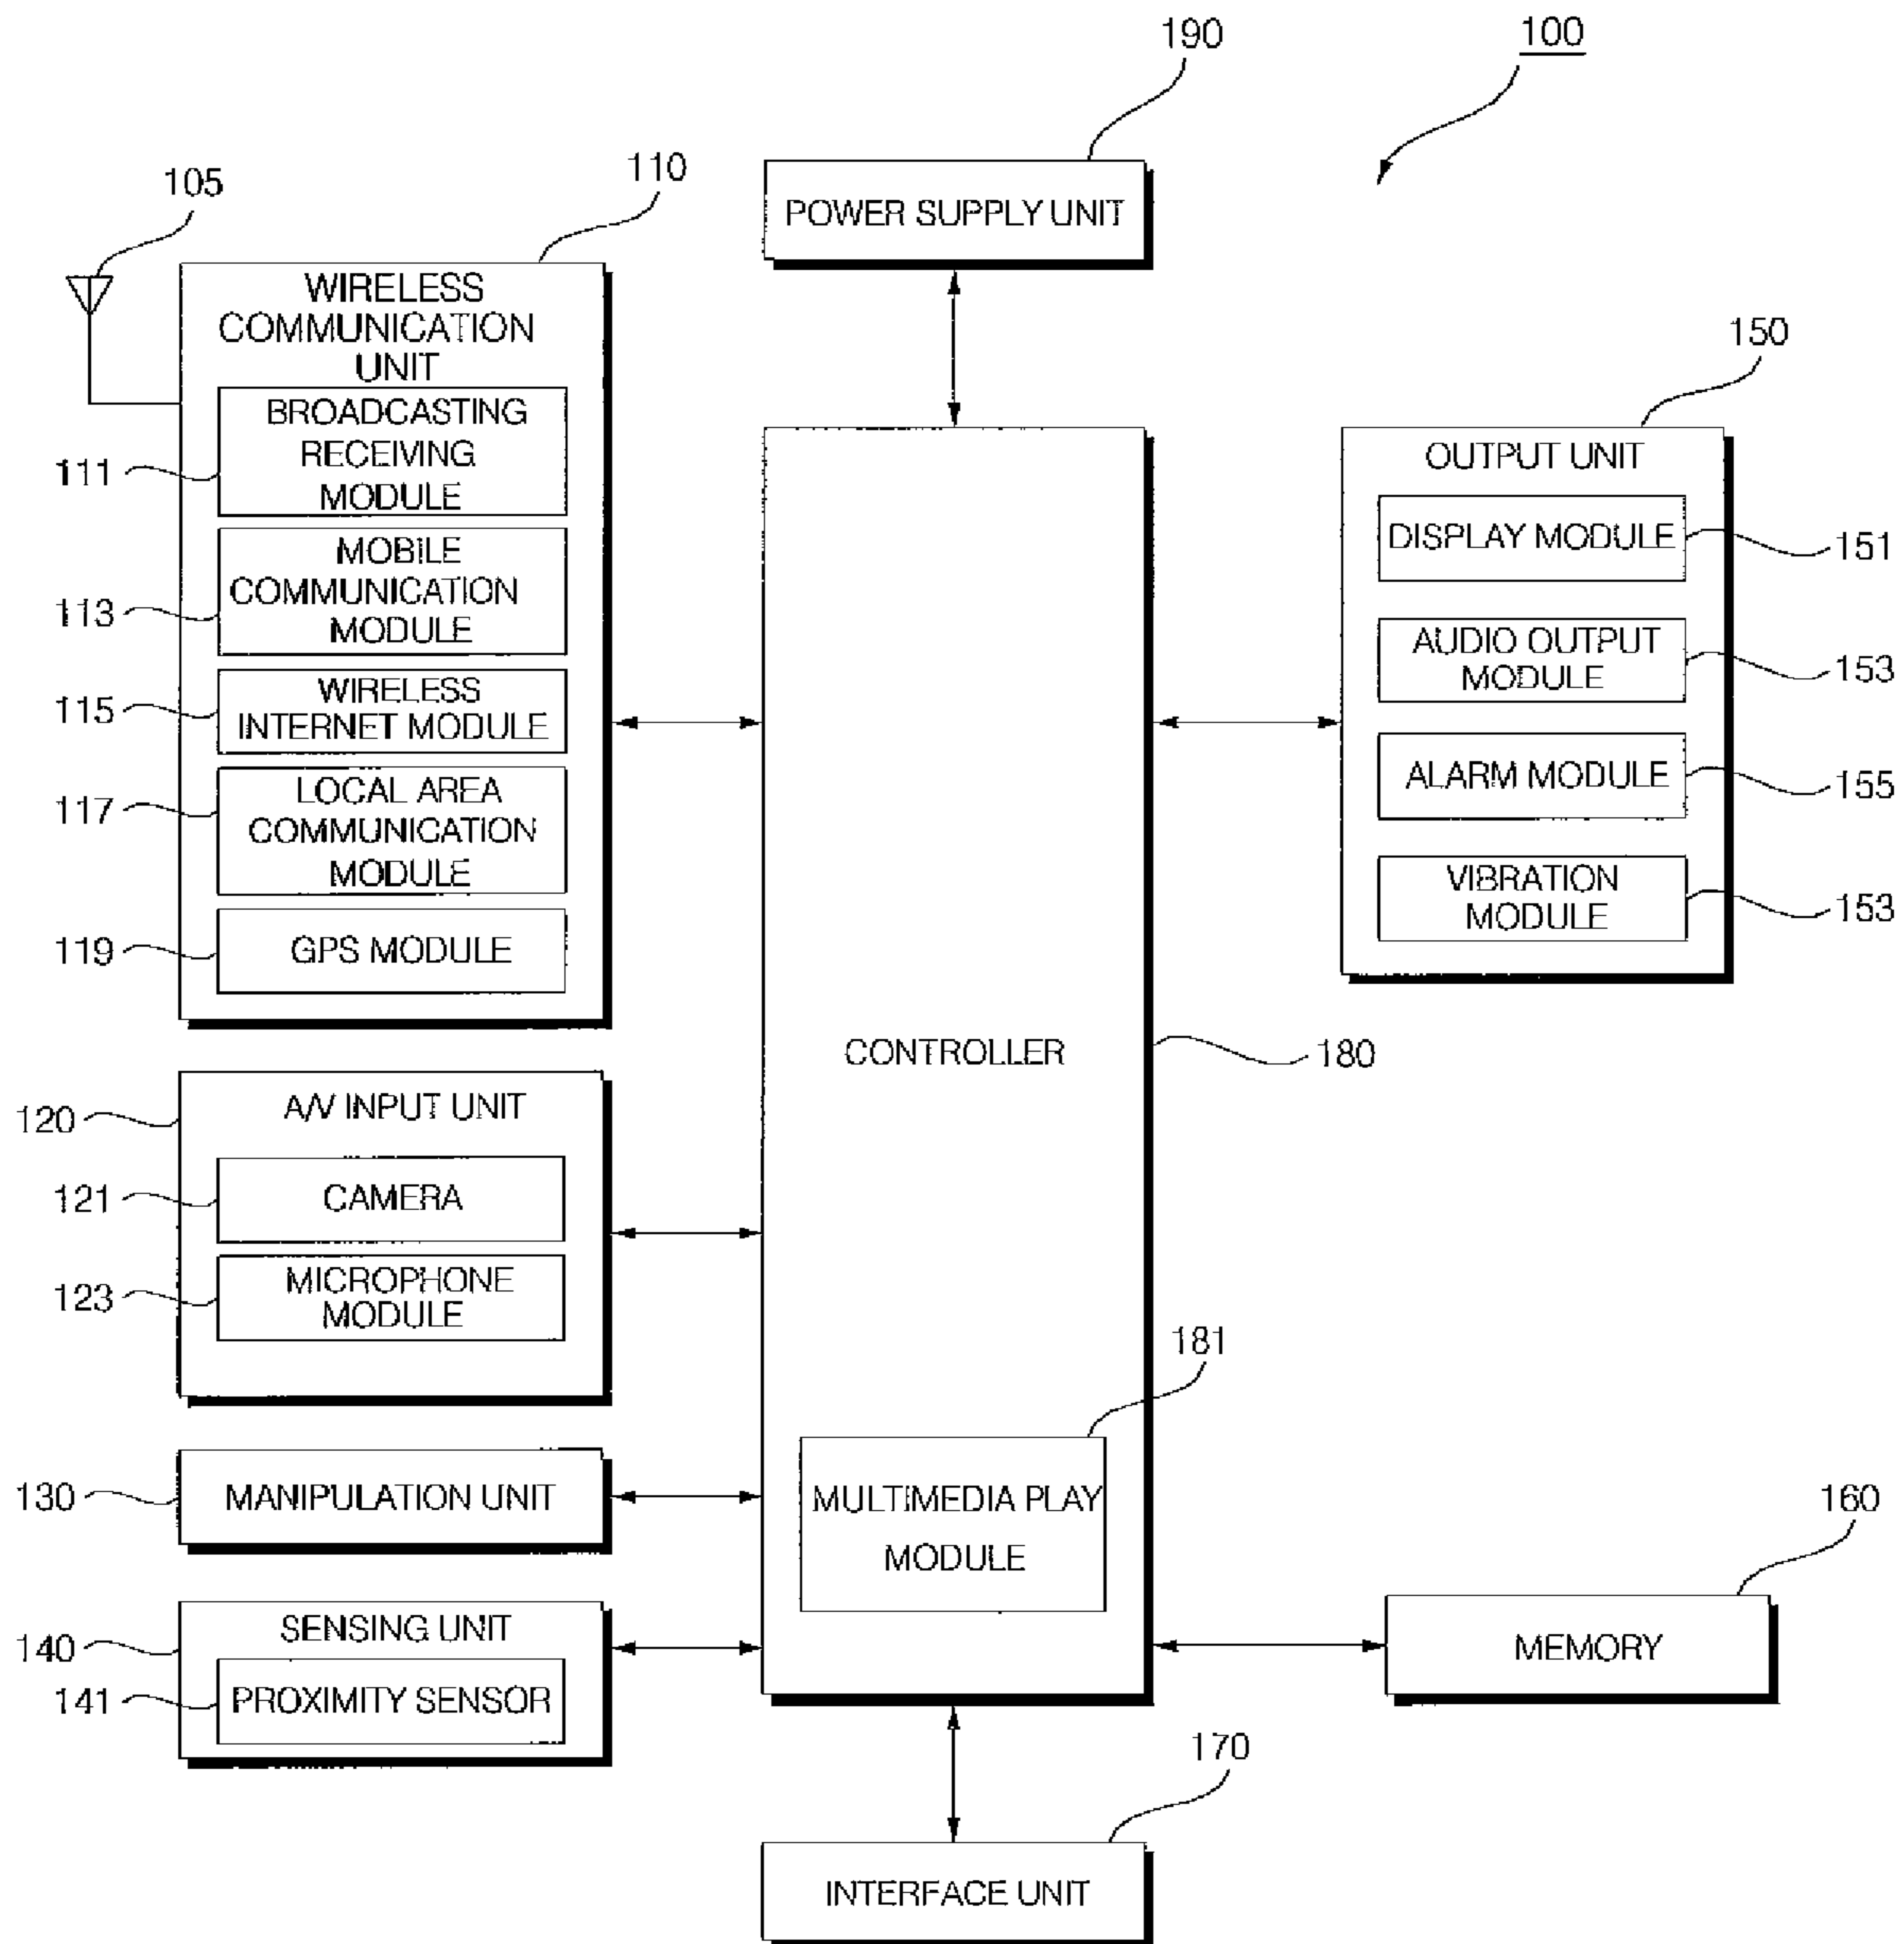 190
100
110
105
POWER SUPPLY UNIT
WIRELESS
COMMUNICATION
UNIT
BROADCASTING
RECEIVING
MODULE
111
MOBILE
COMMUNICATION
MODULE
113
WIRELESS
INTERNET MODULE
115
LOCAL AREA
COMMUNICATION
MODULE
117
GPS MODULE
119
150
OUTPUT UNIT
DISPLAY MODULE
151
AUDIO OUTPUT
MODULE
153
ALARM MODULE
155
VIBRATION
MODULE
153
CONTROLLER
180
A/V INPUT UNIT
120
CAMERA
121
MICROPHONE
MODULE
123
181
MULTIMEDIA PLAY
MODULE
MANIPULATION UNIT
130
SENSING UNIT
140
PROXIMITY SENSOR
141
160
MEMORY
170
INTERFACE UNIT